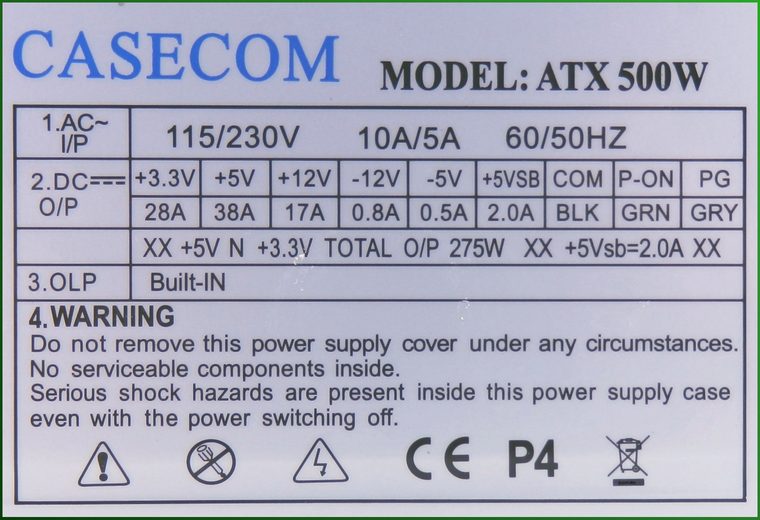 CASECOM
MODEL: ATX 500W
1.AC~ I/P 115/230V 10A/5A 60/50HZ
2.DC O/P +3.3V +5V +12V -12V -5V +5VSB COM P-ON PG
28A 38A 17A 0.8A 0.5A 2.0A BLK GRN GRY
XX +5V N +3.3V TOTAL O/P 275W XX +5Vsb=2.0A XX
3.OLP Built-IN
4.WARNING
Do not remove this power supply cover under any circumstances.
No serviceable components inside.
Serious shock hazards are present inside this power supply case
even with the power switching off.
CE P4